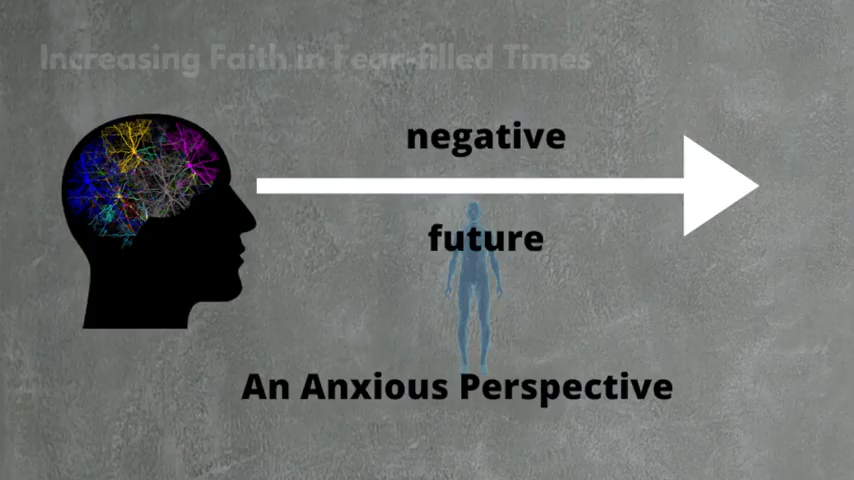 Increasing Faith in Fear-filled Times
negative
future
An Anxious Perspective